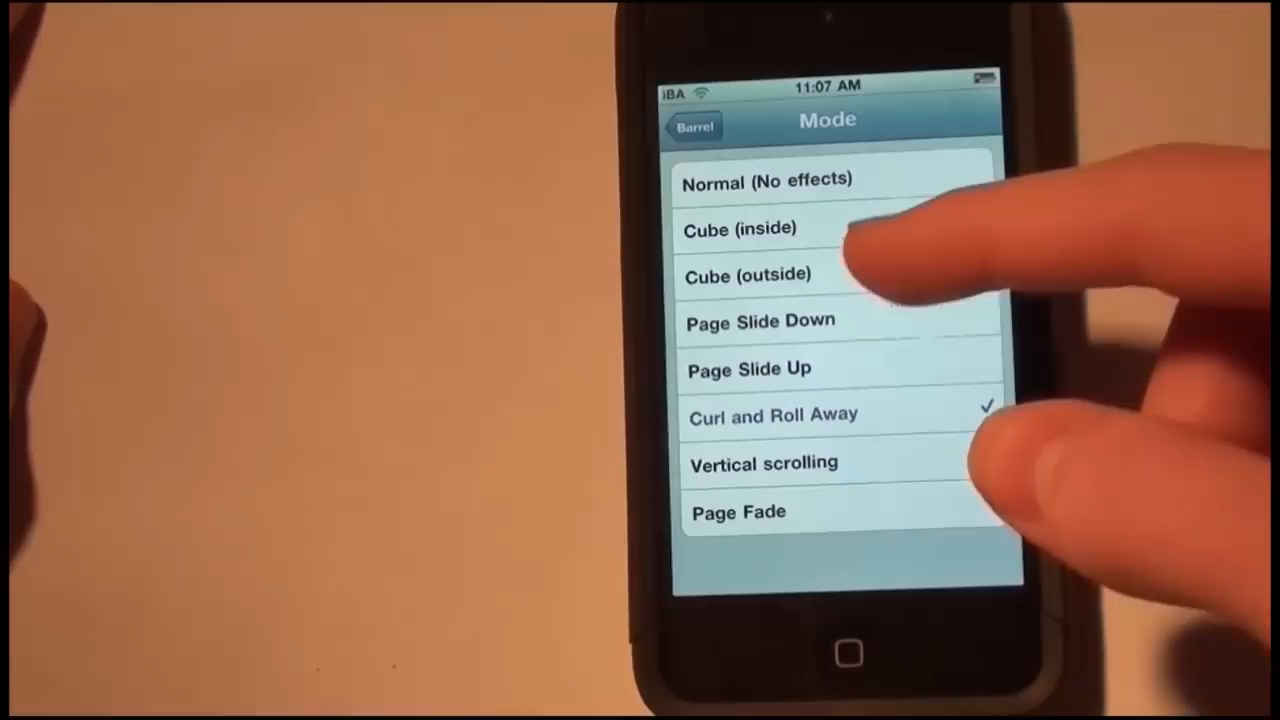 iBA 11:07 AM
Barrel Mode
Normal (No effects)
Cube (inside)
Cube (outside)
Page Slide Down
Page Slide Up
Curl and Roll Away
Vertical scrolling
Page Fade